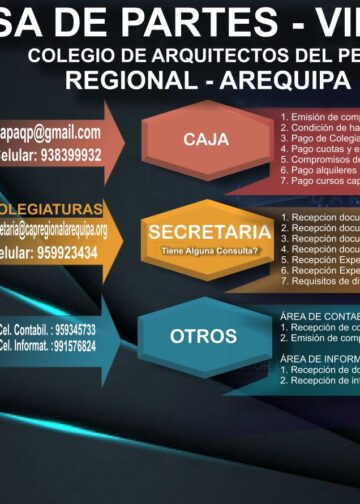 SA DE PARTES - VI
COLEGIO DE ARQUITECTOS DEL PE
REGIONAL - AREQUIPA
apaqp@gmail.com
Celular: 938399932
CAJA
1. Emisión de comp
2. Condición de ha
3. Pago de Colegia
4. Pago cuotas y e
5. Compromisos de
6. Pago alquileres
7. Pago cursos cap
OLEGIATURAS
etaria@capregionalarequipa.org
elular: 959923434
SECRETARIA
Tiene Alguna Consulta?
1. Recepcion docu
2. Recepción docu
3. Recepción docu
4. Recepción docu
5. Recepción Expe
6. Recepción Expe
7. Requisitos de di
Cel. Contabil. : 959345733
Cel. Informat. : 991576824
OTROS
ÁREA DE CONTAB
1. Recepción de co
2. Emisión de comp
ÁREA DE INFORM
1. Recepción de do
2. Recepción de in